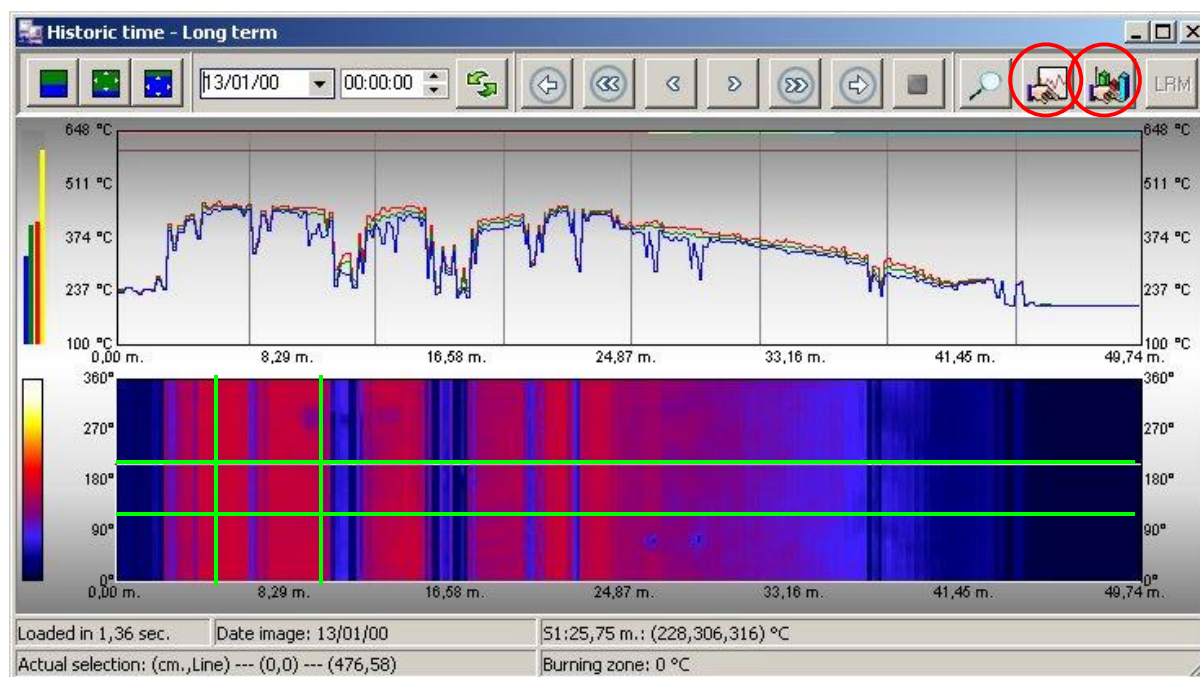 Historic time - Long term
13/01/00 00:00:00 LRM
648 °C 648 °C
511 °C 511 °C
374 °C 374 °C
237 °C 237 °C
100 °C 100 °C
0,00 m. 8,29 m. 16,58 m. 24,87 m. 33,16 m. 41,45 m. 49,74 m.
360° 360°
270° 270°
180° 180°
90° 90°
0° 0°
0,00 m. 8,29 m. 16,58 m. 24,87 m. 33,16 m. 41,45 m. 49,74 m.
Loaded in 1,36 sec. Date image: 13/01/00 S1:25,75 m.: (228,306,316) °C
Actual selection: (cm.,Line) --- (0,0) --- (476,58) Burning zone: 0 °C